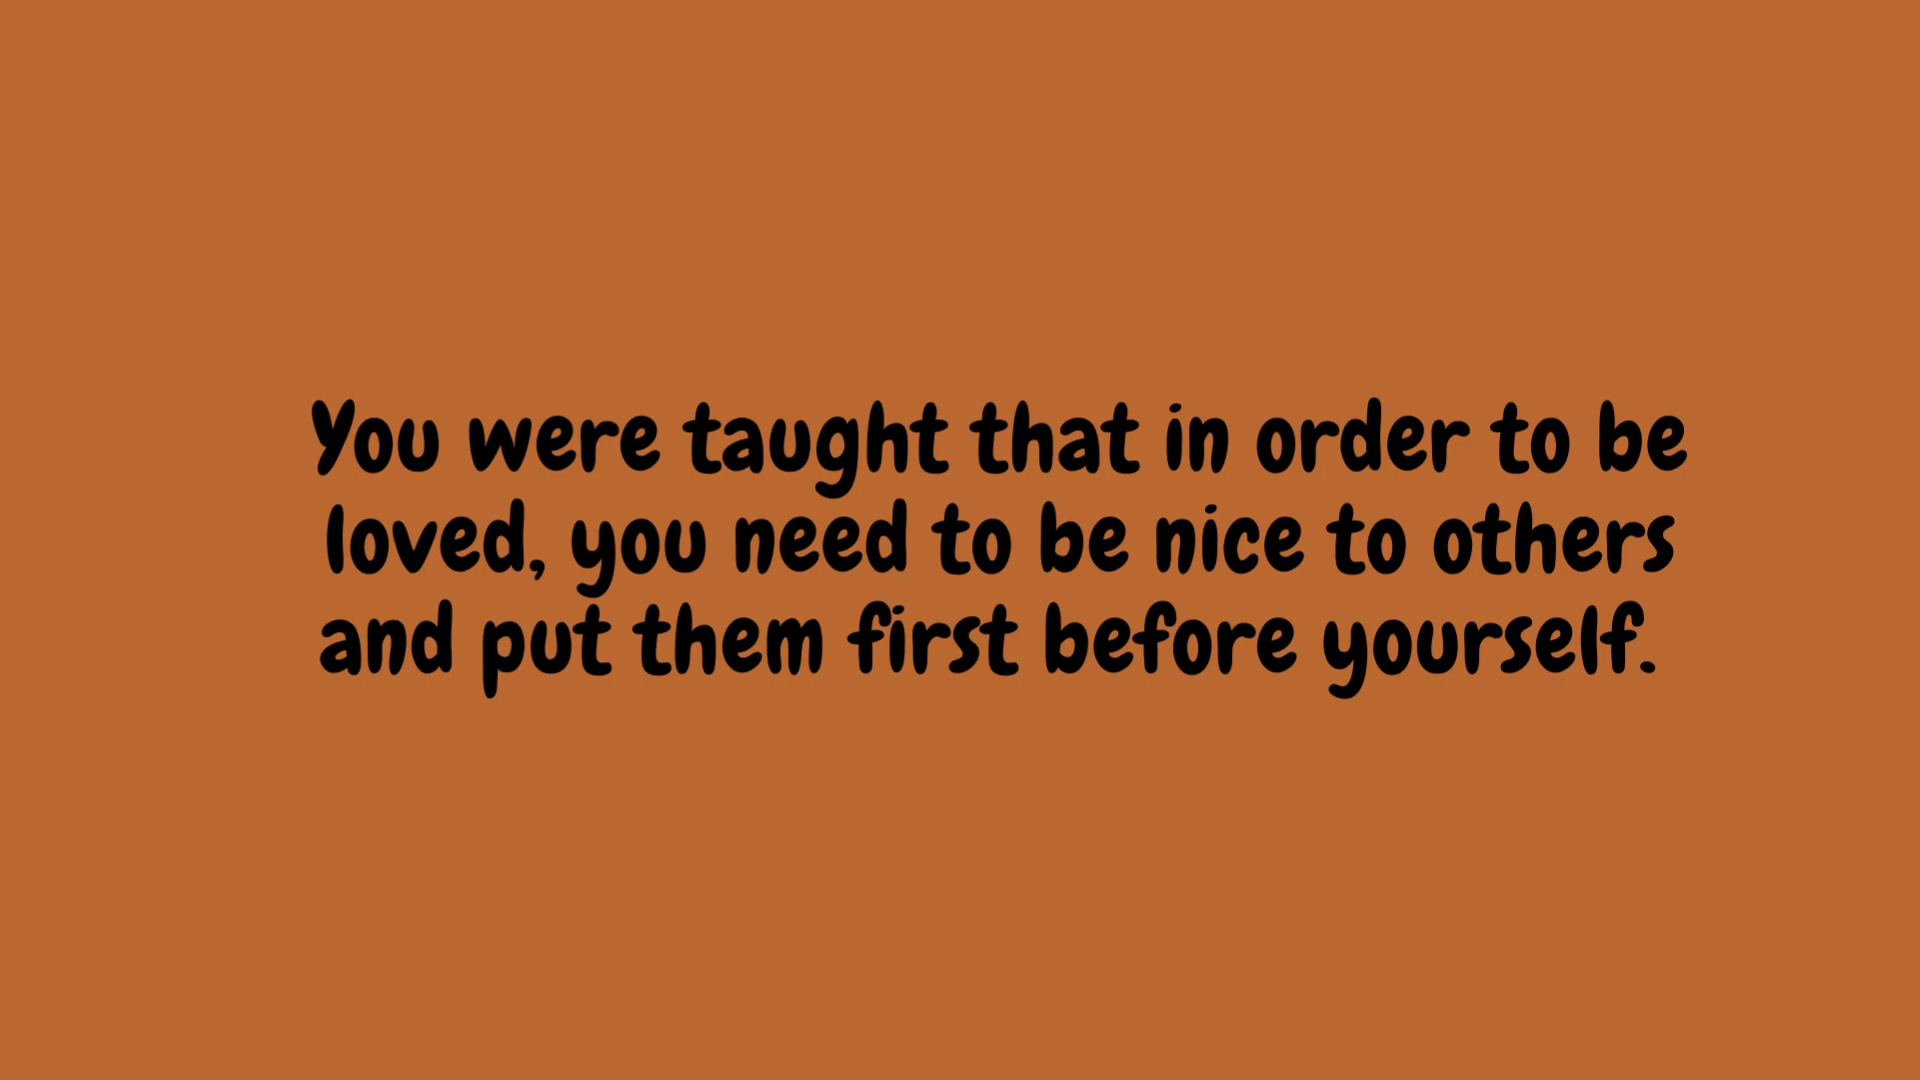 You were taught that in order to be
loved, you need to be nice to others
and put them first before yourself.